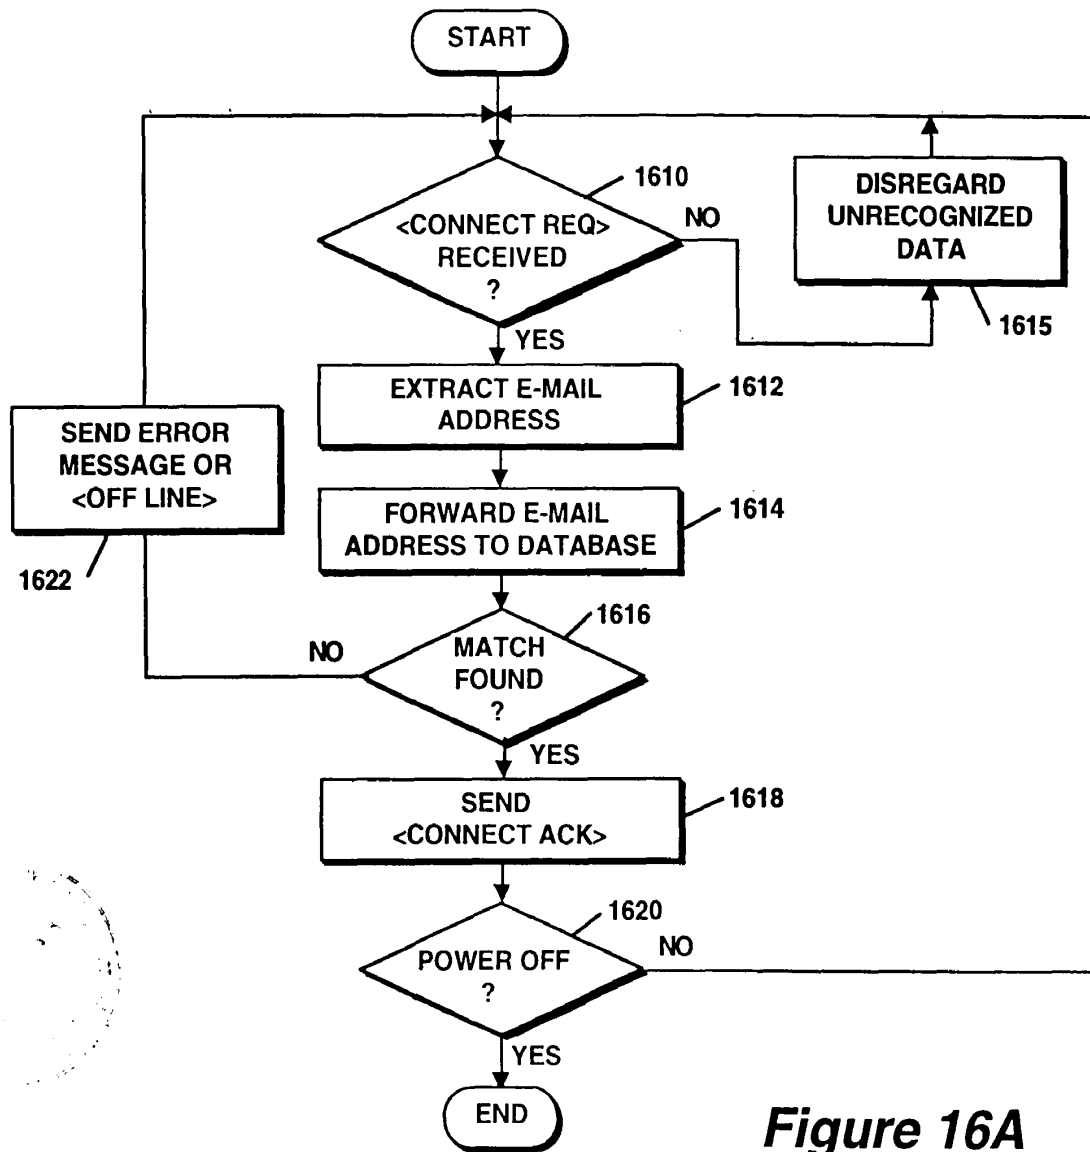 START
1610
<CONNECT REQ>
RECEIVED
?
NO
DISREGARD
UNRECOGNIZED
DATA
1615
YES
EXTRACT E-MAIL
ADDRESS
1612
SEND ERROR
MESSAGE OR
<OFF LINE>
1622
FORWARD E-MAIL
ADDRESS TO DATABASE
1614
1616
MATCH
FOUND
?
NO
YES
SEND
<CONNECT ACK>
1618
1620
POWER OFF
?
NO
YES
END
Figure 16A